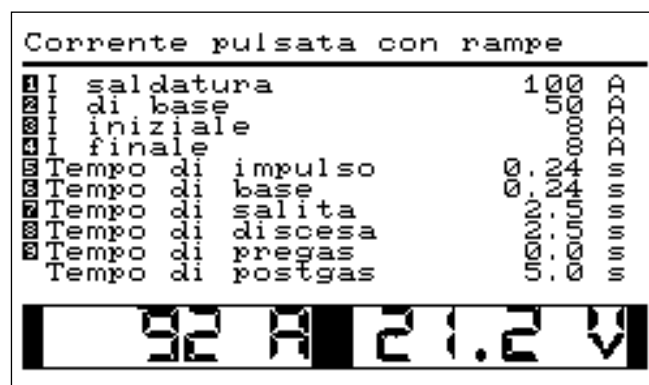 Corrente pulsata con rampe
1 I saldatura 100 A
2 I di base 50 A
3 I iniziale 8 A
4 I finale 8 A
5 Tempo di impulso 0.24 s
6 Tempo di base 0.24 s
7 Tempo di salita 2.5 s
8 Tempo di discesa 2.5 s
9 Tempo di pregas 0.0 s
Tempo di postgas 5.0 s
92 A 21.2 V